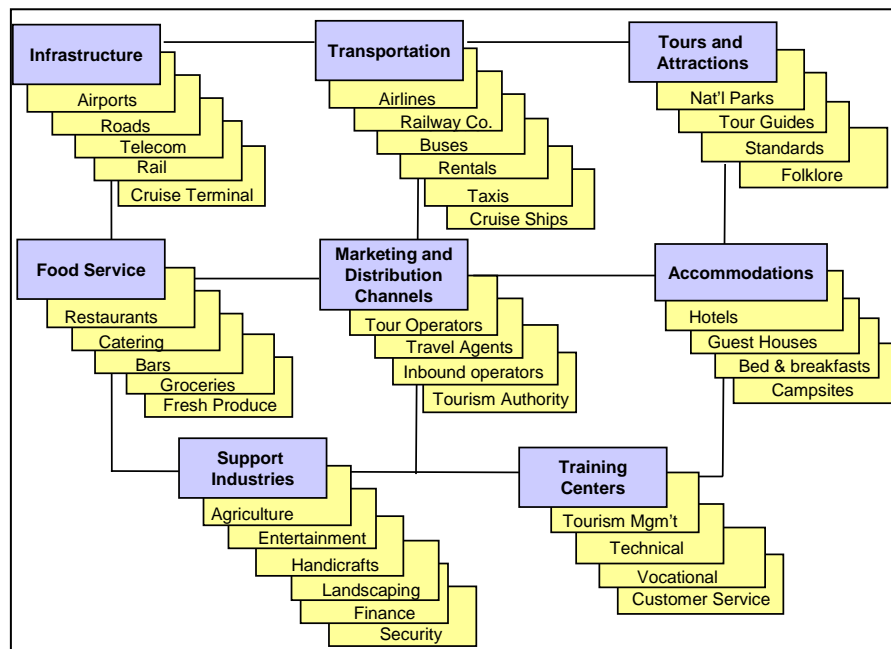 Infrastructure
Airports
Roads
Telecom
Rail
Cruise Terminal
Transportation
Airlines
Railway Co.
Buses
Rentals
Taxis
Cruise Ships
Tours and
Attractions
Nat'l Parks
Tour Guides
Standards
Folklore
Food Service
Restaurants
Catering
Bars
Groceries
Fresh Produce
Marketing and
Distribution
Channels
Tour Operators
Travel Agents
Inbound operators
Tourism Authority
Accommodations
Hotels
Guest Houses
Bed & breakfasts
Campsites
Support
Industries
Agriculture
Entertainment
Handicrafts
Landscaping
Finance
Security
Training
Centers
Tourism Mgm't
Technical
Vocational
Customer Service